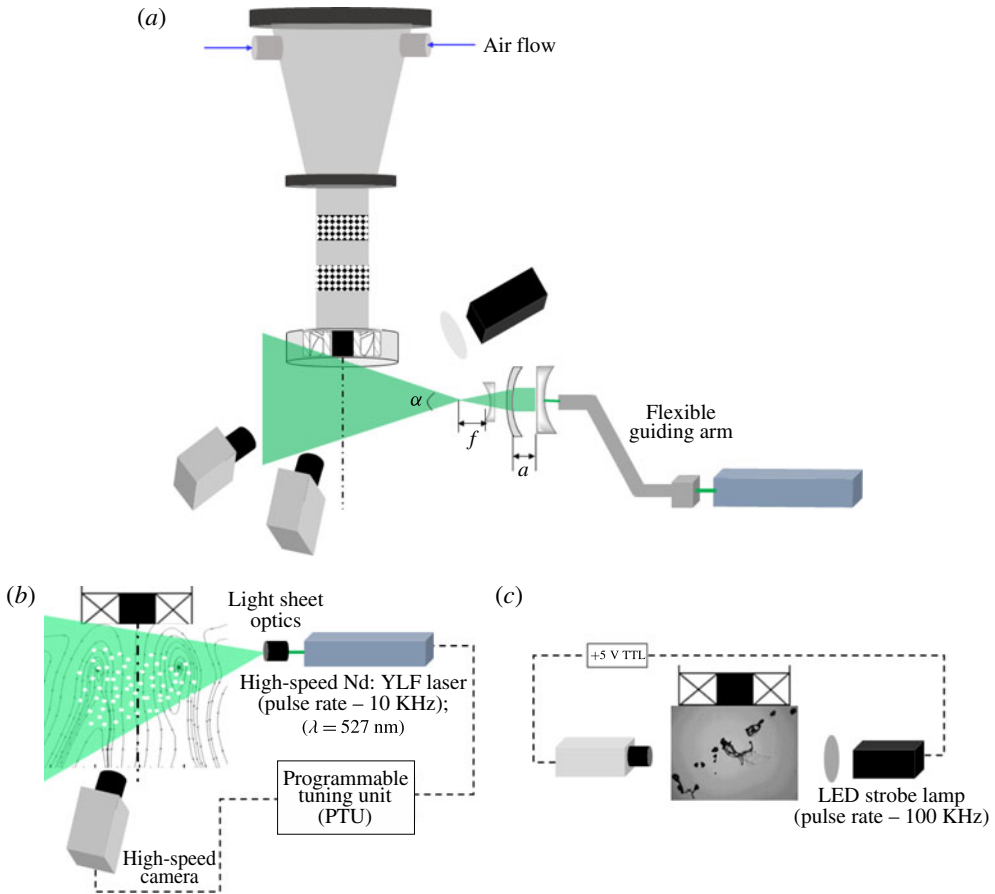 (a)
Air flow
α
f
a
Flexible
guiding arm
(b)
Light sheet
optics
High-speed Nd: YLF laser
(pulse rate – 10 KHz);
(λ = 527 nm)
Programmable
tuning unit
(PTU)
High-speed
camera
(c)
+5 V TTL
LED strobe lamp
(pulse rate – 100 KHz)